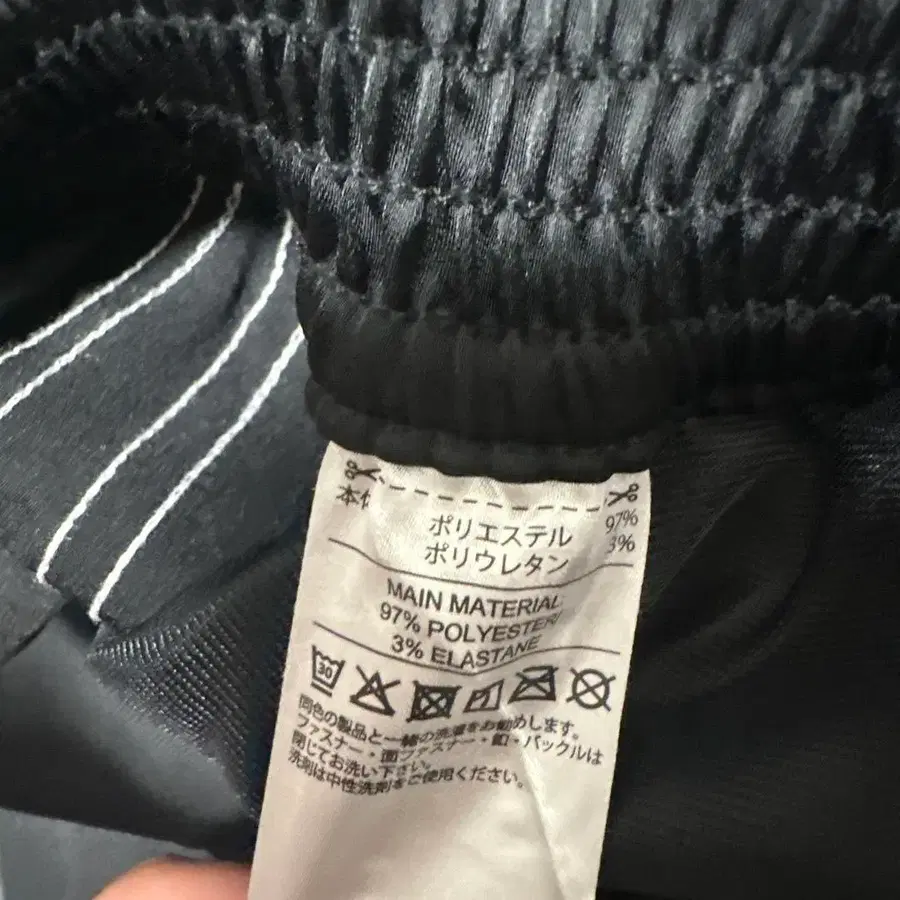 本体
ポリエステル 97%
ポリウレタン 3%
MAIN MATERIAL:
97% POLYESTER
3% ELASTANE
30
同色の製品と一緒の洗濯をお勧めします。
ファスナー・面ファスナー・釦・バックルは
閉じてお洗い下さい。
洗剤は中性洗剤をご使用ください。